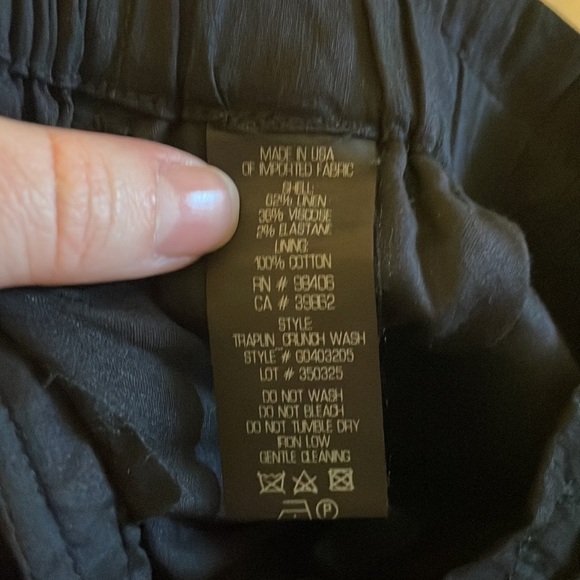 MADE IN USA
OF IMPORTED FABRIC
SHELL:
62% LINEN
36% VISCOSE
2% ELASTANE
LINING:
100% COTTON
RN # 98406
CA # 39862
STYLE:
TRAPLIN_CRUNCH WASH
STYLE# G0403205
LOT # 350325
DO NOT WASH
DO NOT BLEACH
DO NOT TUMBLE DRY
IRON LOW
GENTLE CLEANING
P